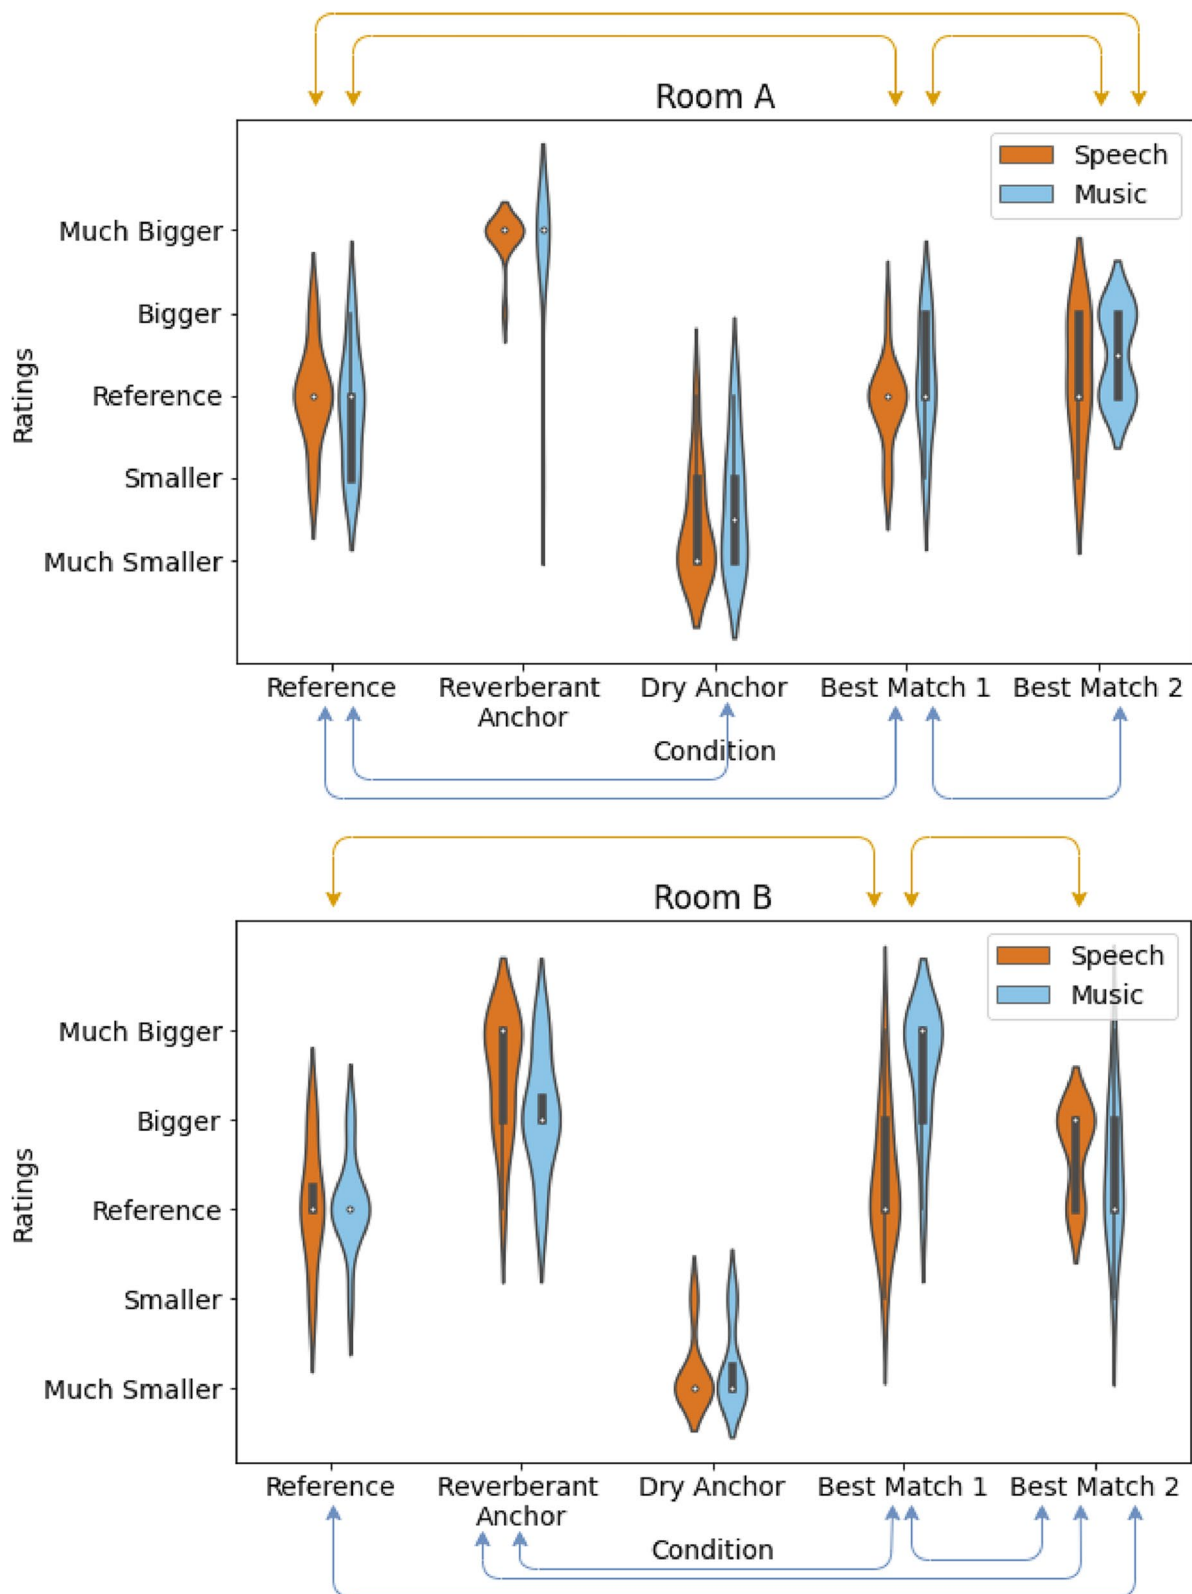 Room A
Speech
Music
Much Bigger
Bigger
Reference
Smaller
Much Smaller
Ratings
Reference
Reverberant
Anchor
Dry Anchor
Best Match 1
Best Match 2
Condition
Room B
Speech
Music
Much Bigger
Bigger
Reference
Smaller
Much Smaller
Ratings
Reference
Reverberant
Anchor
Dry Anchor
Best Match 1
Best Match 2
Condition